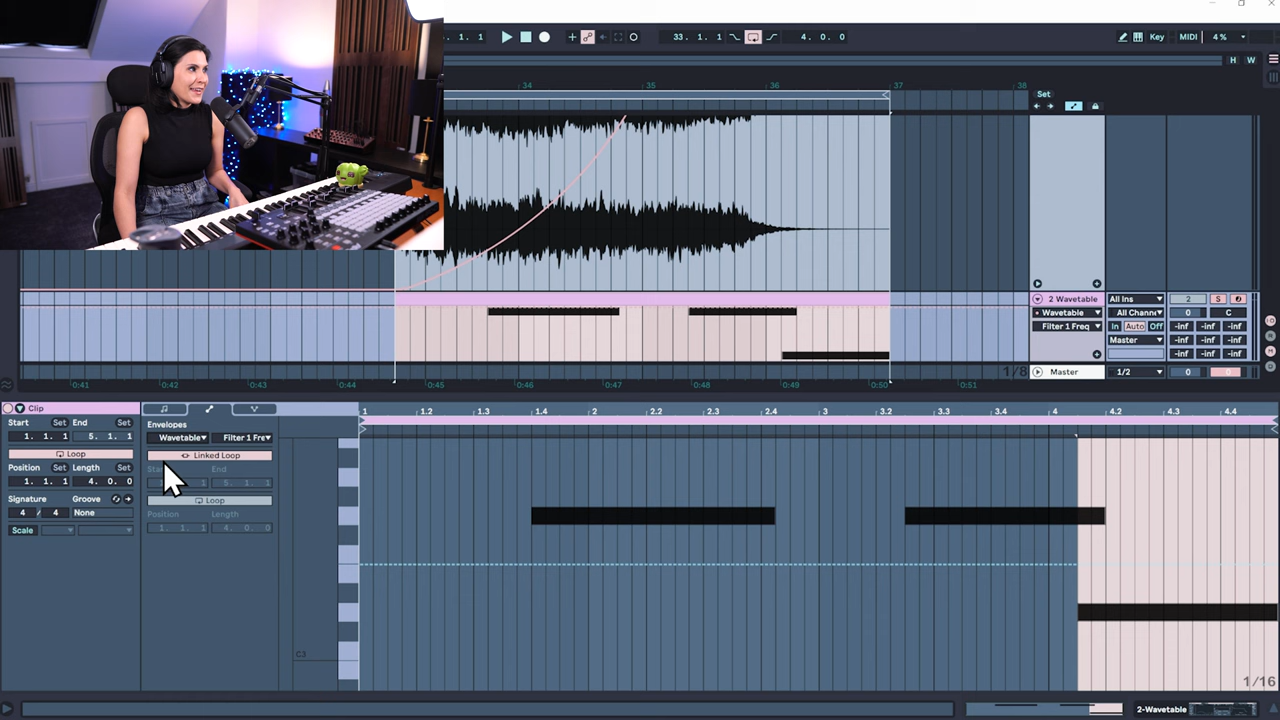 . 1. 1
33. 1. 1
4. 0. 0
Key
MIDI
4 %
H
W
34
35
36
37
38
Set
2 Wavetable
All Ins
2
S
Wavetable
All Channe
0
C
Filter 1 Freq
In
Auto
Off
-inf
-inf
-inf
Master
-inf
-inf
-inf
-inf
-inf
-inf
1/8
Master
1/2
0
0
0:41
0:42
0:43
0:44
0:45
0:46
0:47
0:48
0:49
0:50
0:51
Clip
Start
Set
End
Set
1. 1. 1
5. 1. 1
Loop
Position
Set
Length
Set
1. 1. 1
4. 0. 0
Signature
Groove
4 / 4
None
Scale
Envelopes
Wavetable
Filter 1 Fre
Linked Loop
End
5. 1. 1
Loop
Position
Length
1. 1. 1
4. 0. 0
1
1.2
1.3
1.4
2
2.2
2.3
2.4
3
3.2
3.3
3.4
4
4.2
4.3
4.4
C3
1/16
2-Wavetable